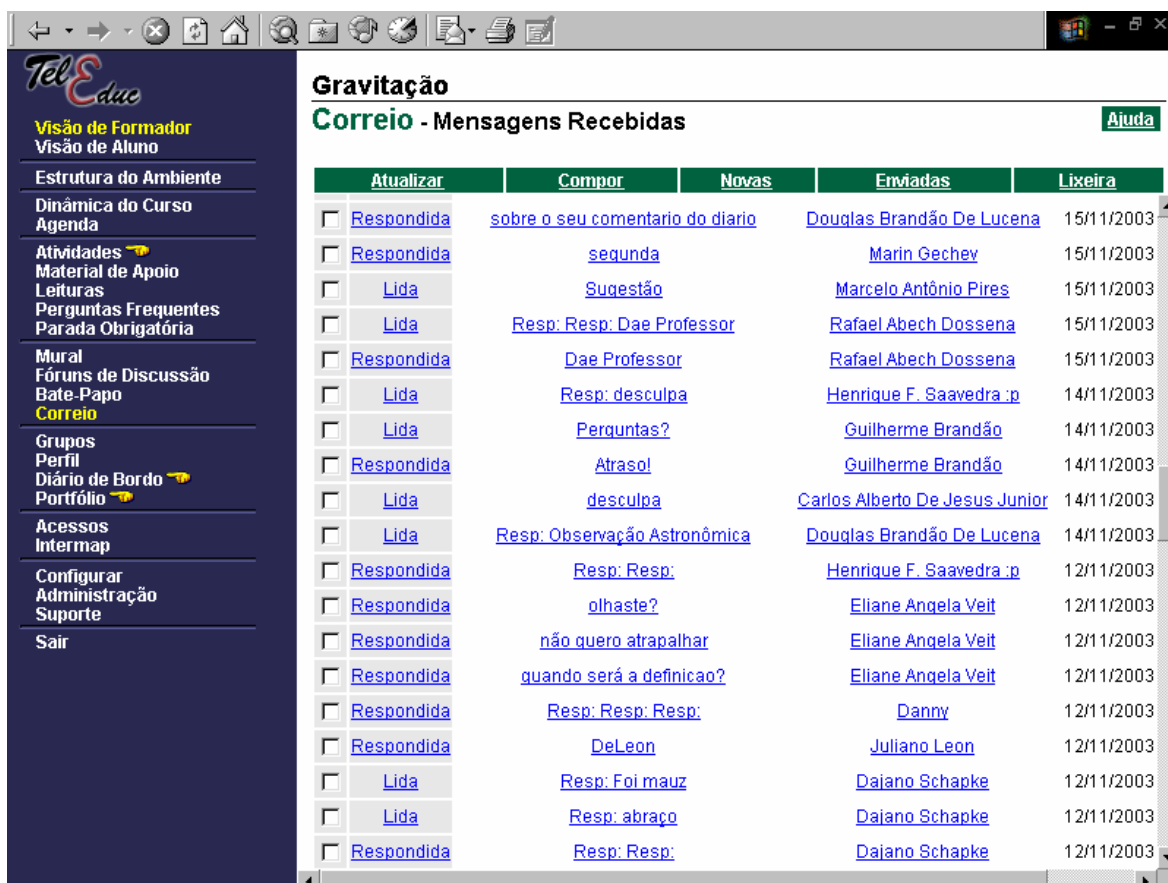 TelEduc
Visão de Formador
Visão de Aluno
Estrutura do Ambiente
Dinâmica do Curso
Agenda
Atividades
Material de Apoio
Leituras
Perguntas Frequentes
Parada Obrigatória
Mural
Fóruns de Discussão
Bate-Papo
Correio
Grupos
Perfil
Diário de Bordo
Portfólio
Acessos
Intermap
Configurar
Administração
Suporte
Sair
Gravitação
Correio - Mensagens Recebidas Ajuda
Atualizar Compor Novas Enviadas Lixeira
Respondida sobre o seu comentario do diario Douglas Brandão De Lucena 15/11/2003
Respondida segunda Marin Gechev 15/11/2003
Lida Sugestão Marcelo Antônio Pires 15/11/2003
Lida Resp: Resp: Dae Professor Rafael Abech Dossena 15/11/2003
Respondida Dae Professor Rafael Abech Dossena 15/11/2003
Lida Resp: desculpa Henrique F. Saavedra :p 14/11/2003
Lida Perguntas? Guilherme Brandão 14/11/2003
Respondida Atraso! Guilherme Brandão 14/11/2003
Lida desculpa Carlos Alberto De Jesus Junior 14/11/2003
Lida Resp: Observação Astronômica Douglas Brandão De Lucena 14/11/2003
Respondida Resp: Resp: Henrique F. Saavedra :p 12/11/2003
Respondida olhaste? Eliane Angela Veit 12/11/2003
Respondida não quero atrapalhar Eliane Angela Veit 12/11/2003
Respondida quando será a definicao? Eliane Angela Veit 12/11/2003
Respondida Resp: Resp: Resp: Danny 12/11/2003
Respondida DeLeon Juliano Leon 12/11/2003
Lida Resp: Foi mauz Dajano Schapke 12/11/2003
Lida Resp: abraço Dajano Schapke 12/11/2003
Respondida Resp: Resp: Dajano Schapke 12/11/2003